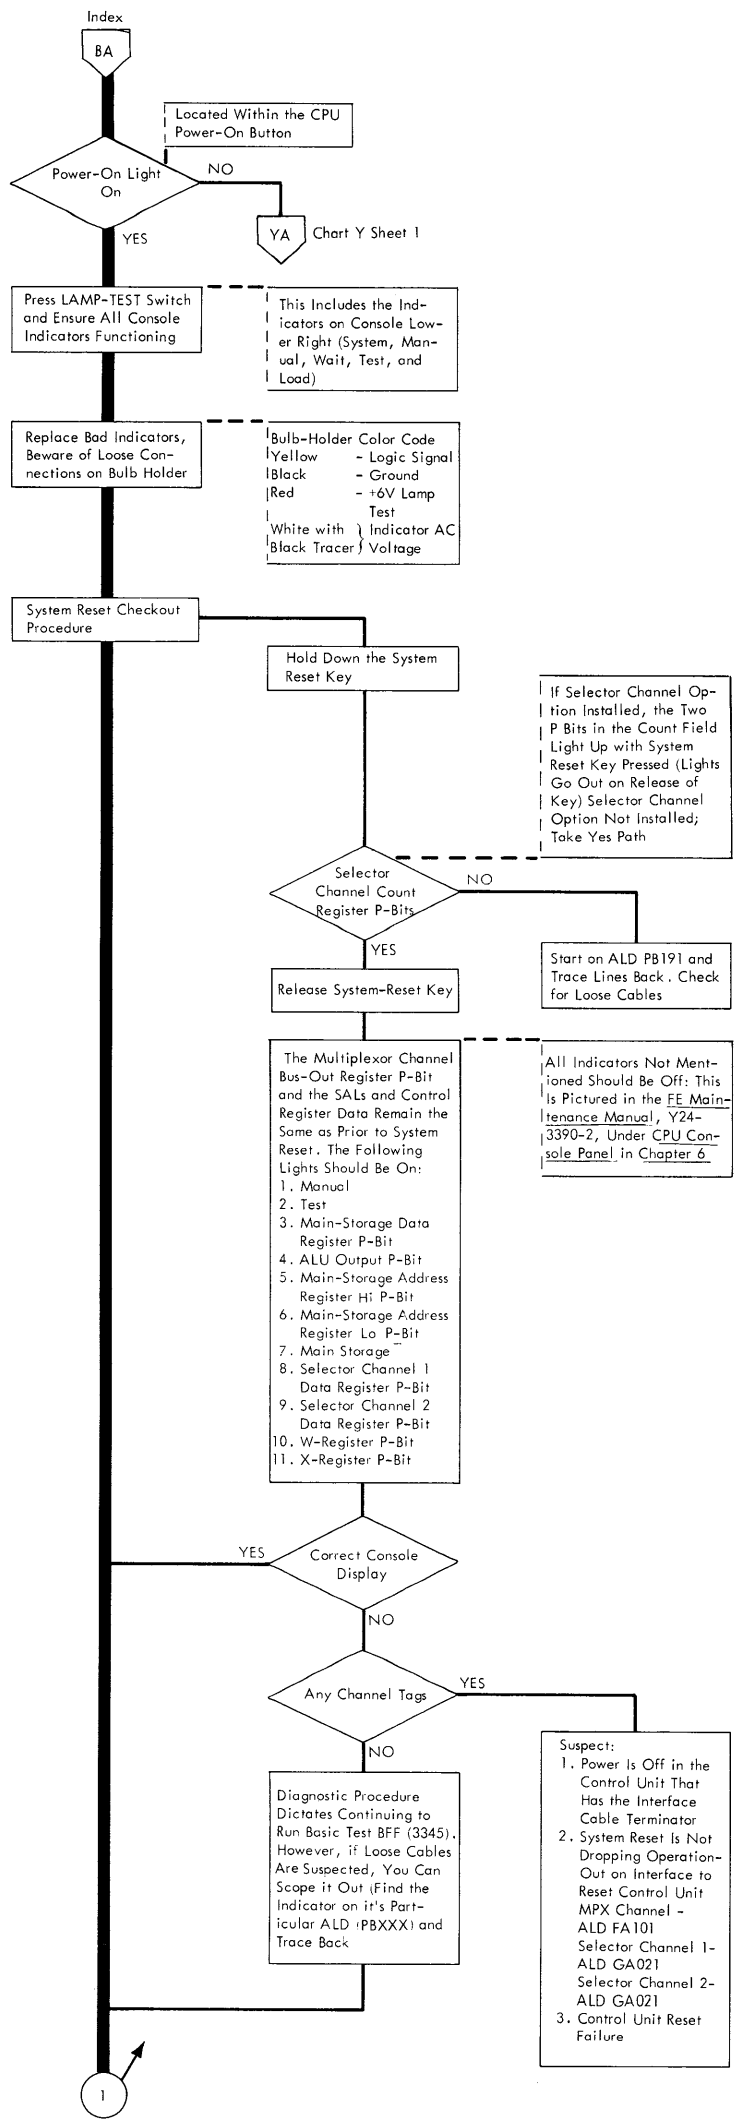 Index
BA
Located Within the CPU
Power-On Button
Power-On Light
On
NO
YA
Chart Y Sheet 1
YES
Press LAMP-TEST Switch
and Ensure All Console
Indicators Functioning
This Includes the Ind-
icators on Console Low-
er Right (System, Man-
ual, Wait, Test, and
Load)
Replace Bad Indicators,
Beware of Loose Con-
nections on Bulb Holder
Bulb-Holder Color Code
Yellow - Logic Signal
Black - Ground
Red - +6V Lamp
Test
White with } Indicator AC
Black Tracer } Voltage
System Reset Checkout
Procedure
Hold Down the System
Reset Key
If Selector Channel Op-
tion Installed, the Two
P Bits in the Count Field
Light Up with System
Reset Key Pressed (Lights
Go Out on Release of
Key) Selector Channel
Option Not Installed;
Take Yes Path
Selector
Channel Count
Register P-Bits
NO
YES
Start on ALD PB191 and
Trace Lines Back. Check
for Loose Cables
Release System-Reset Key
The Multiplexor Channel
Bus-Out Register P-Bit
and the SALs and Control
Register Data Remain the
Same as Prior to System
Reset. The Following
Lights Should Be On:
1. Manual
2. Test
3. Main-Storage Data
Register P-Bit
4. ALU Output P-Bit
5. Main-Storage Address
Register Hi P-Bit
6. Main-Storage Address
Register Lo P-Bit
7. Main Storage
8. Selector Channel 1
Data Register P-Bit
9. Selector Channel 2
Data Register P-Bit
10. W-Register P-Bit
11. X-Register P-Bit
All Indicators Not Ment-
ioned Should Be Off: This
Is Pictured in the FE Main-
tenance Manual, Y24-
3390-2, Under CPU Con-
sole Panel in Chapter 6
YES
Correct Console
Display
NO
Any Channel Tags
YES
NO
Diagnostic Procedure
Dictates Continuing to
Run Basic Test BFF (3345).
However, if Loose Cables
Are Suspected, You Can
Scope it Out (Find the
Indicator on it's Part-
icular ALD (PBXXX) and
Trace Back
Suspect:
1. Power Is Off in the
Control Unit That
Has the Interface
Cable Terminator
2. System Reset Is Not
Dropping Operation-
Out on Interface to
Reset Control Unit
MPX Channel -
ALD FA101
Selector Channel 1-
ALD GA021
Selector Channel 2-
ALD GA021
3. Control Unit Reset
Failure
1